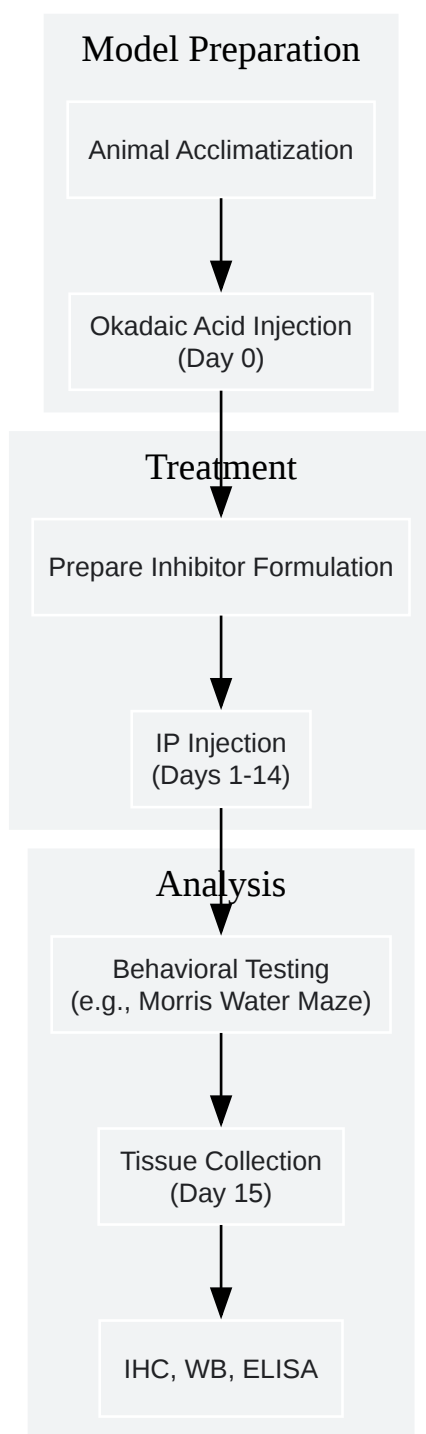 Model Preparation
Animal Acclimatization
Okadaic Acid Injection
(Day 0)
Treatment
Prepare Inhibitor Formulation
IP Injection
(Days 1-14)
Analysis
Behavioral Testing
(e.g., Morris Water Maze)
Tissue Collection
(Day 15)
IHC, WB, ELISA